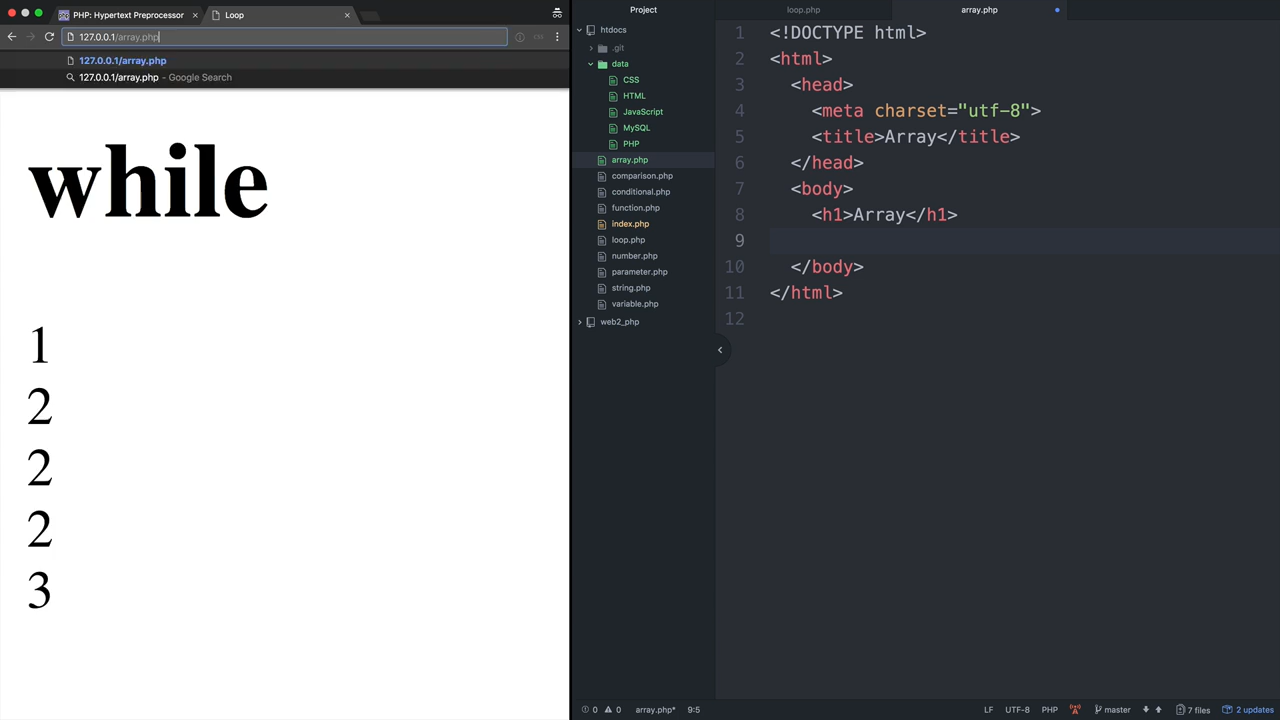 PHP: Hypertext Preprocessor
Loop
127.0.0.1/array.php
127.0.0.1/array.php
127.0.0.1/array.php - Google Search
while
1
2
2
2
3
Project
htdocs
.git
data
CSS
HTML
JavaScript
MySQL
PHP
array.php
comparison.php
conditional.php
function.php
index.php
loop.php
number.php
parameter.php
string.php
variable.php
web2_php
loop.php
array.php
1 <!DOCTYPE html>
2 <html>
3 <head>
4 <meta charset="utf-8">
5 <title>Array</title>
6 </head>
7 <body>
8 <h1>Array</h1>
9
10 </body>
11 </html>
12
0 0 array.php* 9:5 LF UTF-8 PHP master 7 files 2 updates